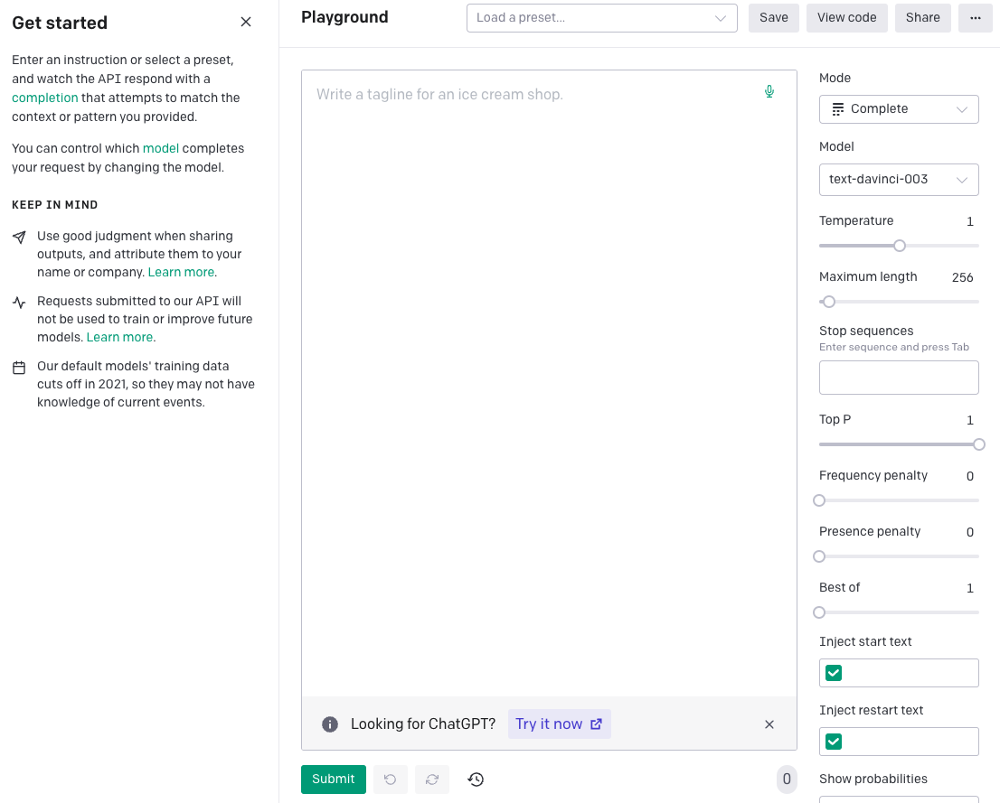 Get started
Enter an instruction or select a preset,
and watch the API respond with a
completion that attempts to match the
context or pattern you provided.
You can control which model completes
your request by changing the model.
KEEP IN MIND
Use good judgment when sharing
outputs, and attribute them to your
name or company. Learn more.
Requests submitted to our API will
not be used to train or improve future
models. Learn more.
Our default models' training data
cuts off in 2021, so they may not have
knowledge of current events.
Playground
Load a preset...
Save
View code
Share
...
Write a tagline for an ice cream shop.
Looking for ChatGPT? Try it now
Submit
0
Mode
Complete
Model
text-davinci-003
Temperature 1
Maximum length 256
Stop sequences
Enter sequence and press Tab
Top P 1
Frequency penalty 0
Presence penalty 0
Best of 1
Inject start text
Inject restart text
Show probabilities